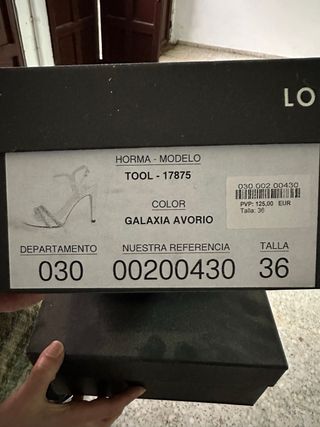 LO
HORMA - MODELO
TOOL - 17875
COLOR
GALAXIA AVORIO
030.002.00430
PVP: 125,00 EUR
Talla: 36
DEPARTAMENTO NUESTRA REFERENCIA TALLA
030 00200430 36